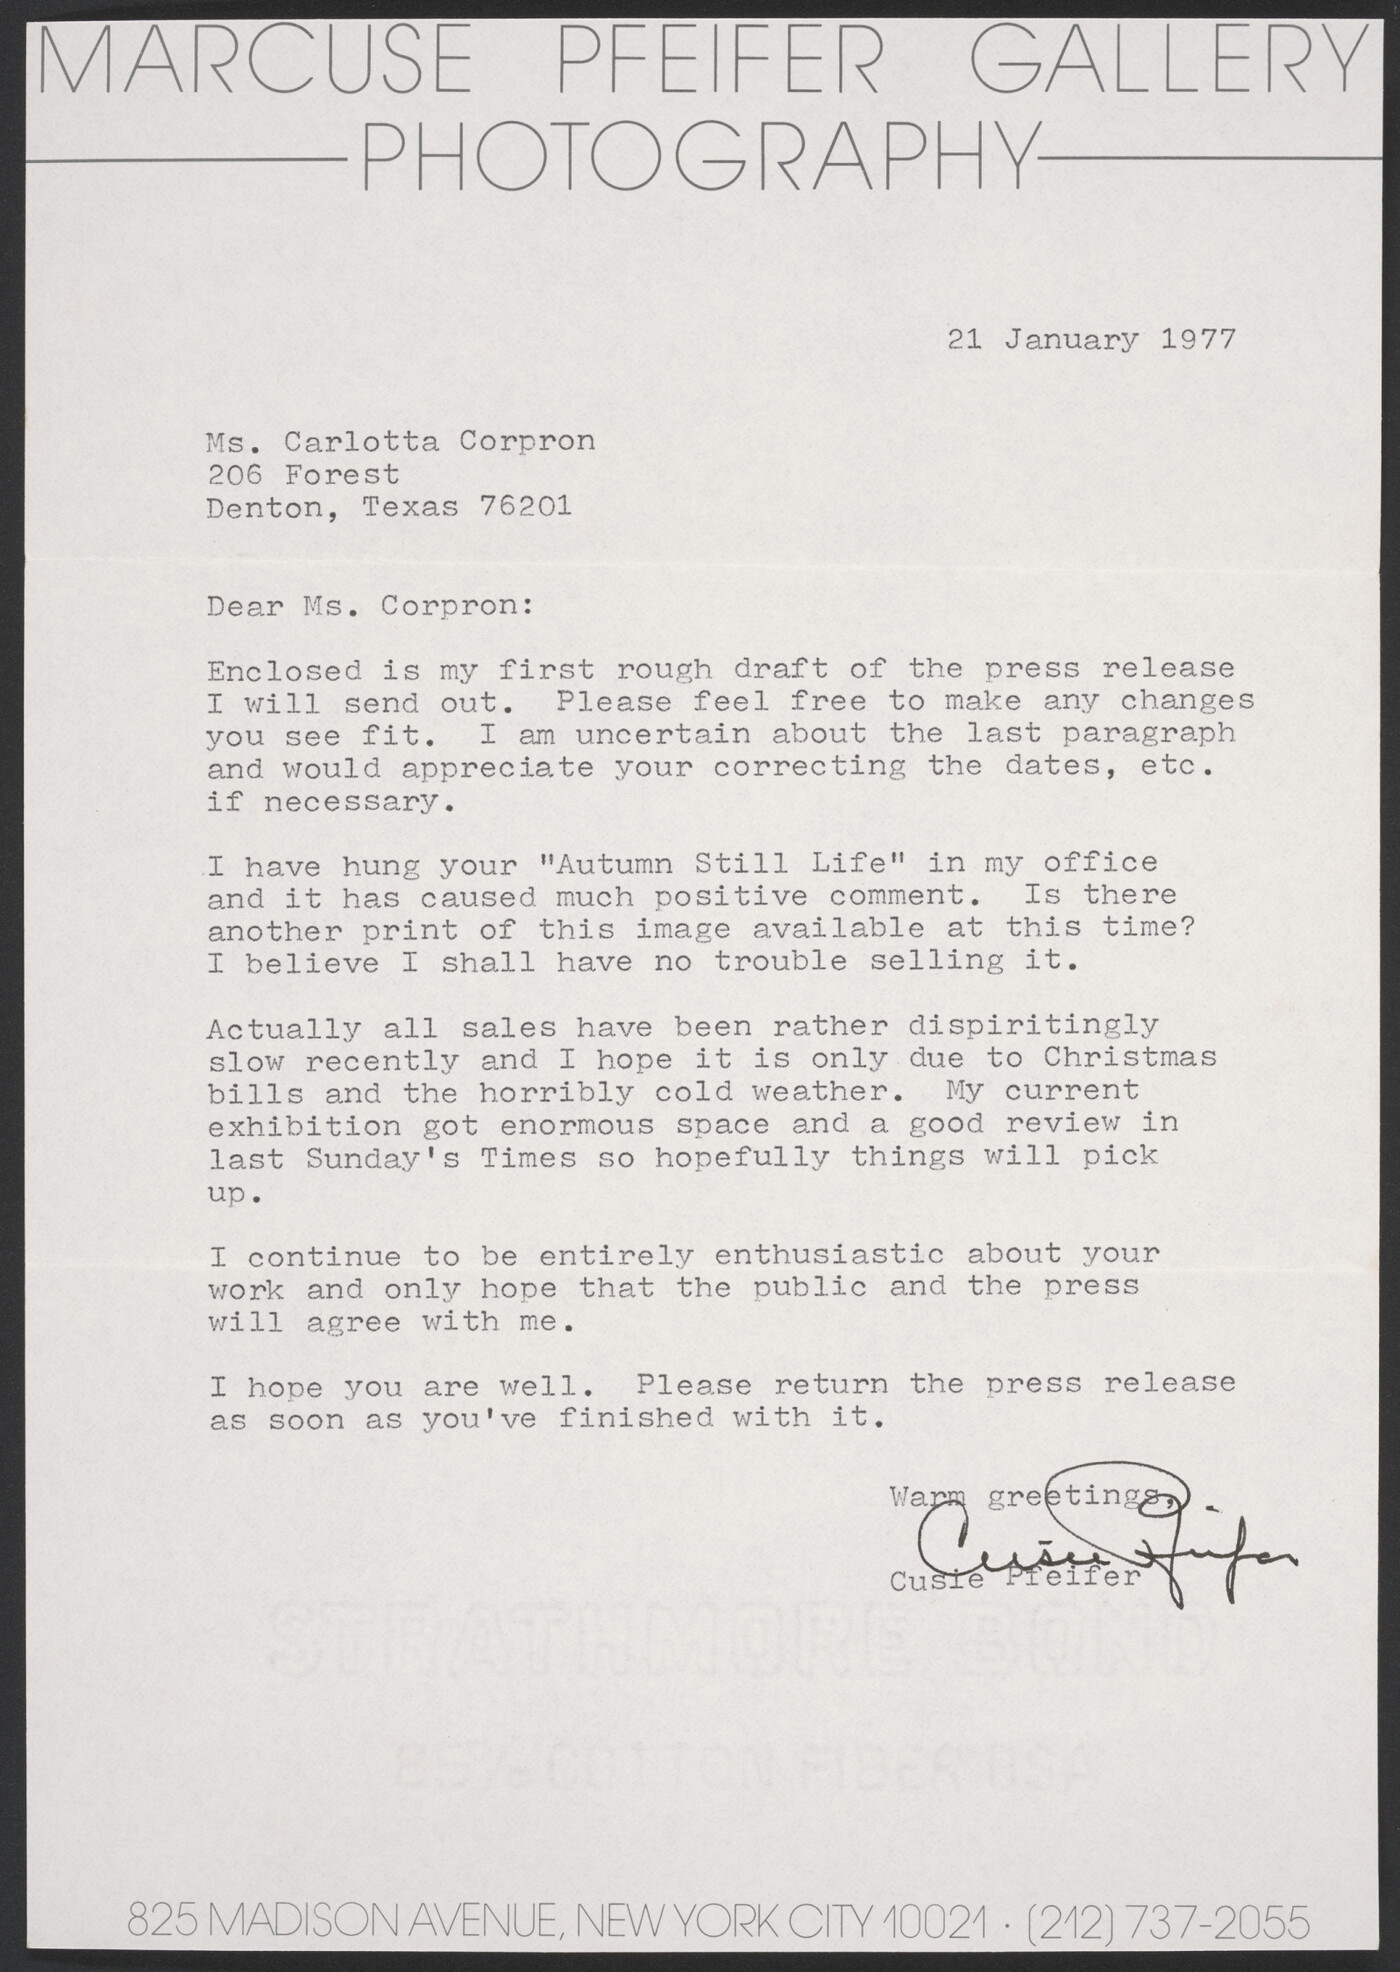 MARCUSE PFEIFER GALLERY
PHOTOGRAPHY
21 January 1977
Ms. Carlotta Corpron
206 Forest
Denton, Texas 76201
Dear Ms. Corpron:
Enclosed is my first rough draft of the press release
I will send out. Please feel free to make any changes
you see fit. I am uncertain about the last paragraph
and would appreciate your correcting the dates, etc.
if necessary.
I have hung your "Autumn Still Life" in my office
and it has caused much positive comment. Is there
another print of this image available at this time?
I believe I shall have no trouble selling it.
Actually all sales have been rather dispiritingly
slow recently and I hope it is only due to Christmas
bills and the horribly cold weather. My current
exhibition got enormous space and a good review in
last Sunday's Times so hopefully things will pick
up.
I continue to be entirely enthusiastic about your
work and only hope that the public and the press
will agree with me.
I hope you are well. Please return the press release
as soon as you've finished with it.
Warm greetings,
Cusie Pfeifer
Cusie Pfeifer
STRATHMORE BOND
825 MADISON AVENUE, NEW YORK CITY 10021 · (212) 737-2055